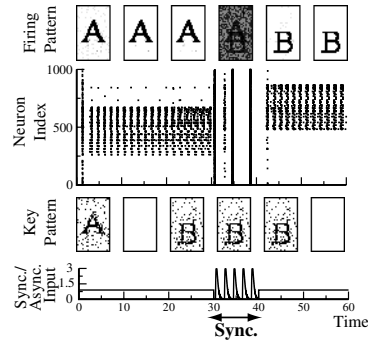 Firing
Pattern
A A A A B B B
Neuron
Index
1000
500
0
Key
Pattern
A B B B
Sync./
Async.
Input
3
1.5
0
0 10 20 30 40 50 60
Time
Sync.